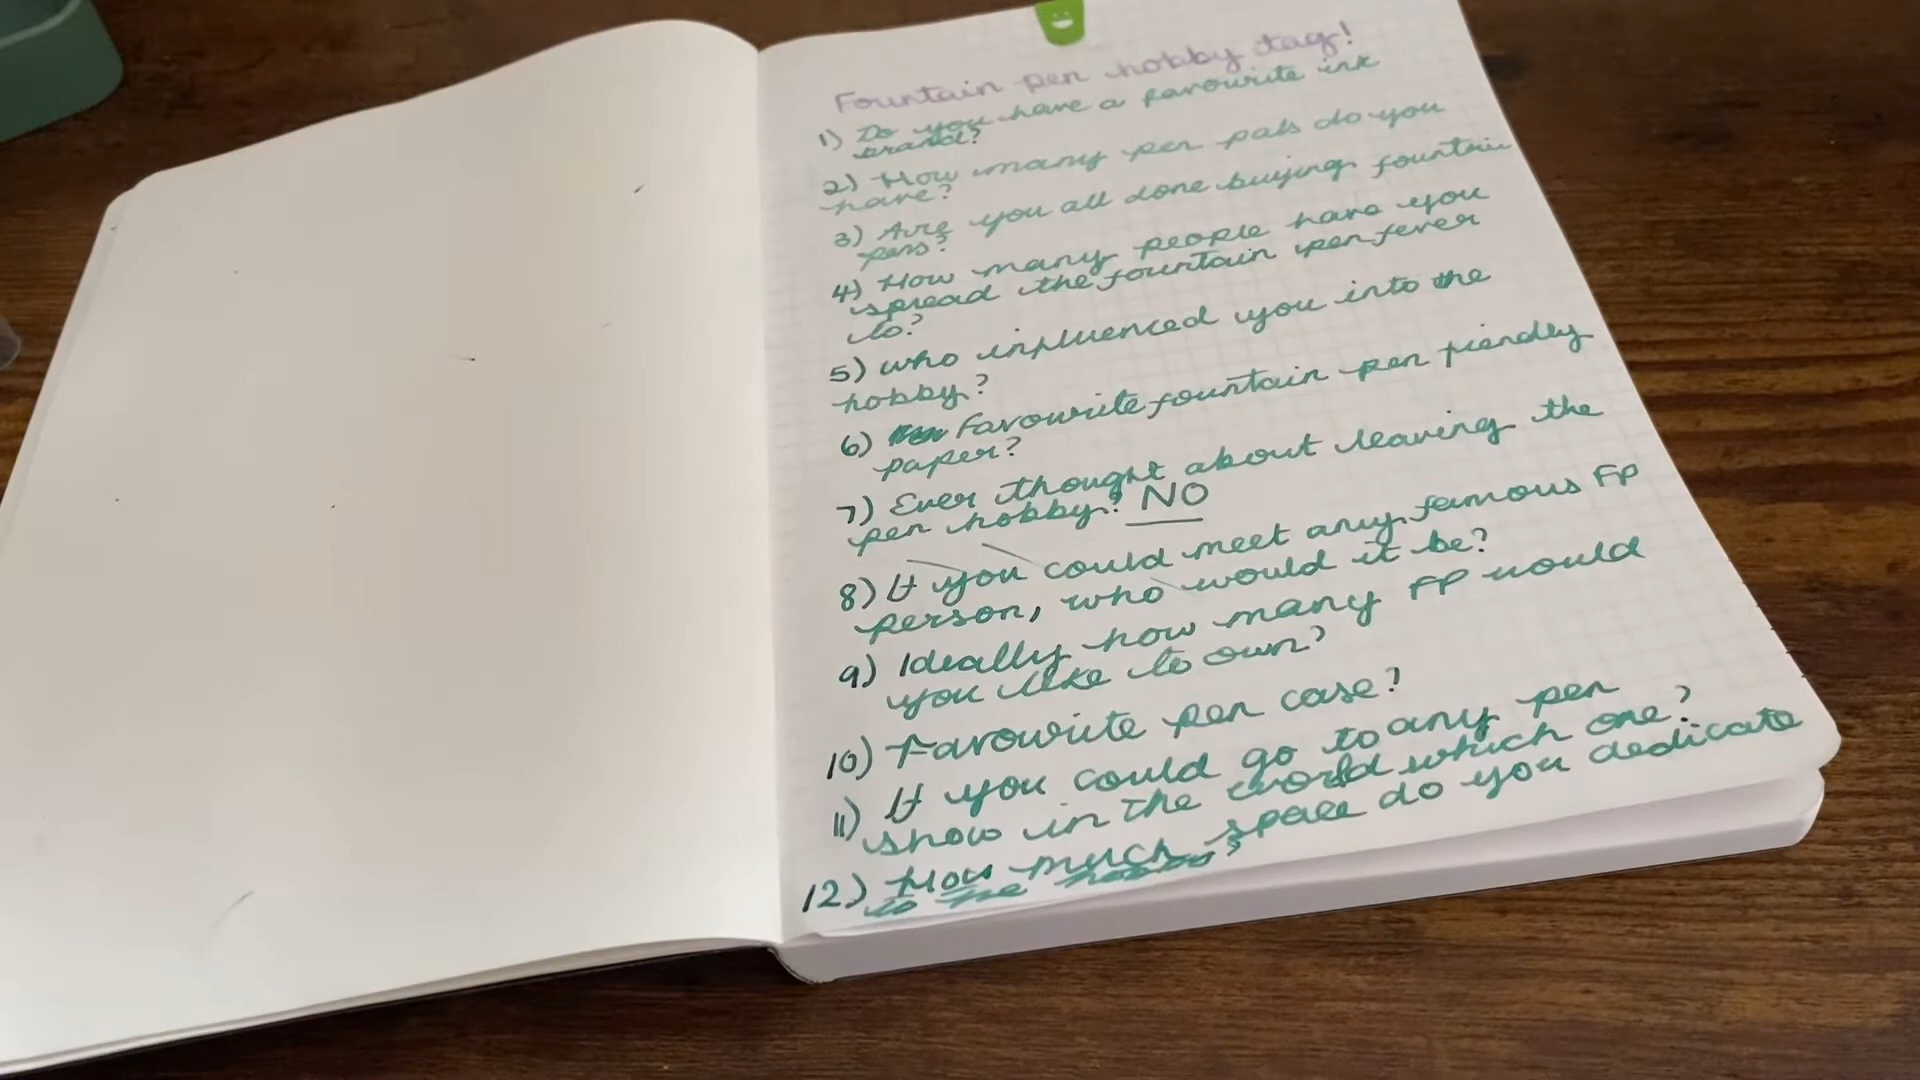 Fountain pen hobby tag!
1) Do you have a favourite ink
brand?
2) How many pen pals do you
have?
3) Are you all done buying fountain
pens?
4) How many people have you
spread the fountain pen fever
to?
5) who influenced you into the
hobby?
6) Favourite fountain pen fiendley
paper?
7) Ever thought about leaving the
pen hobby? NO
8) If you could meet any famous FP
person, who would it be?
9) Ideally how many FP would
you like to own?
10) Favourite pen case?
11) If you could go to any pen
show in the world which one?
12) How much space do you dedicate
to the hobby?